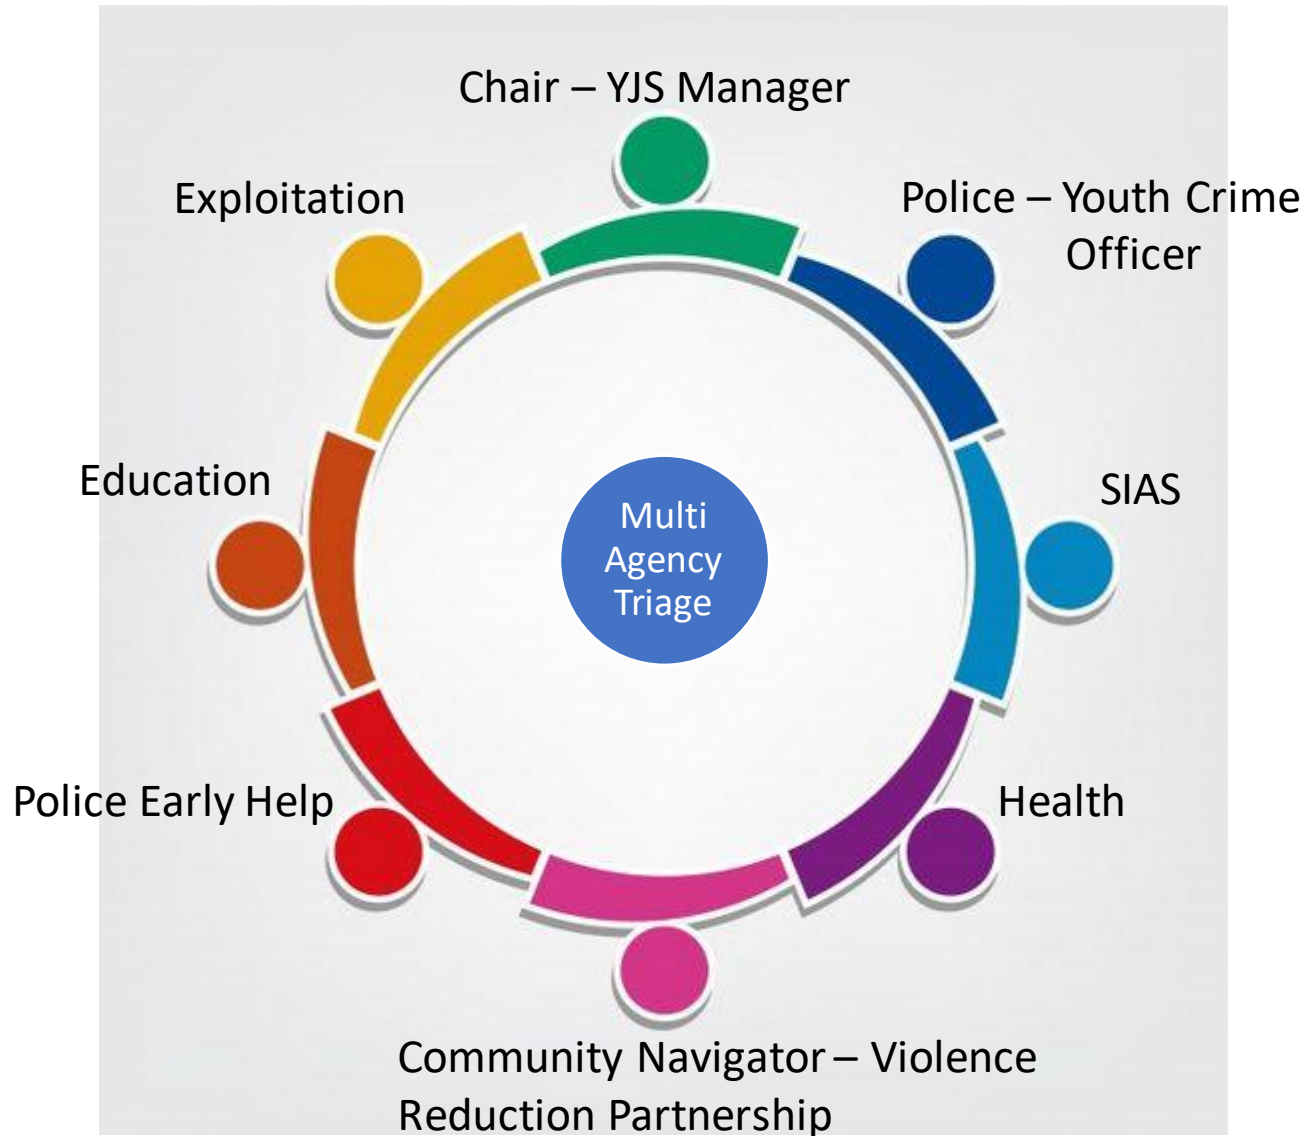 Chair – YJS Manager
Exploitation
Police – Youth Crime
Officer
Education
SIAS
Multi
Agency
Triage
Police Early Help
Health
Community Navigator – Violence
Reduction Partnership